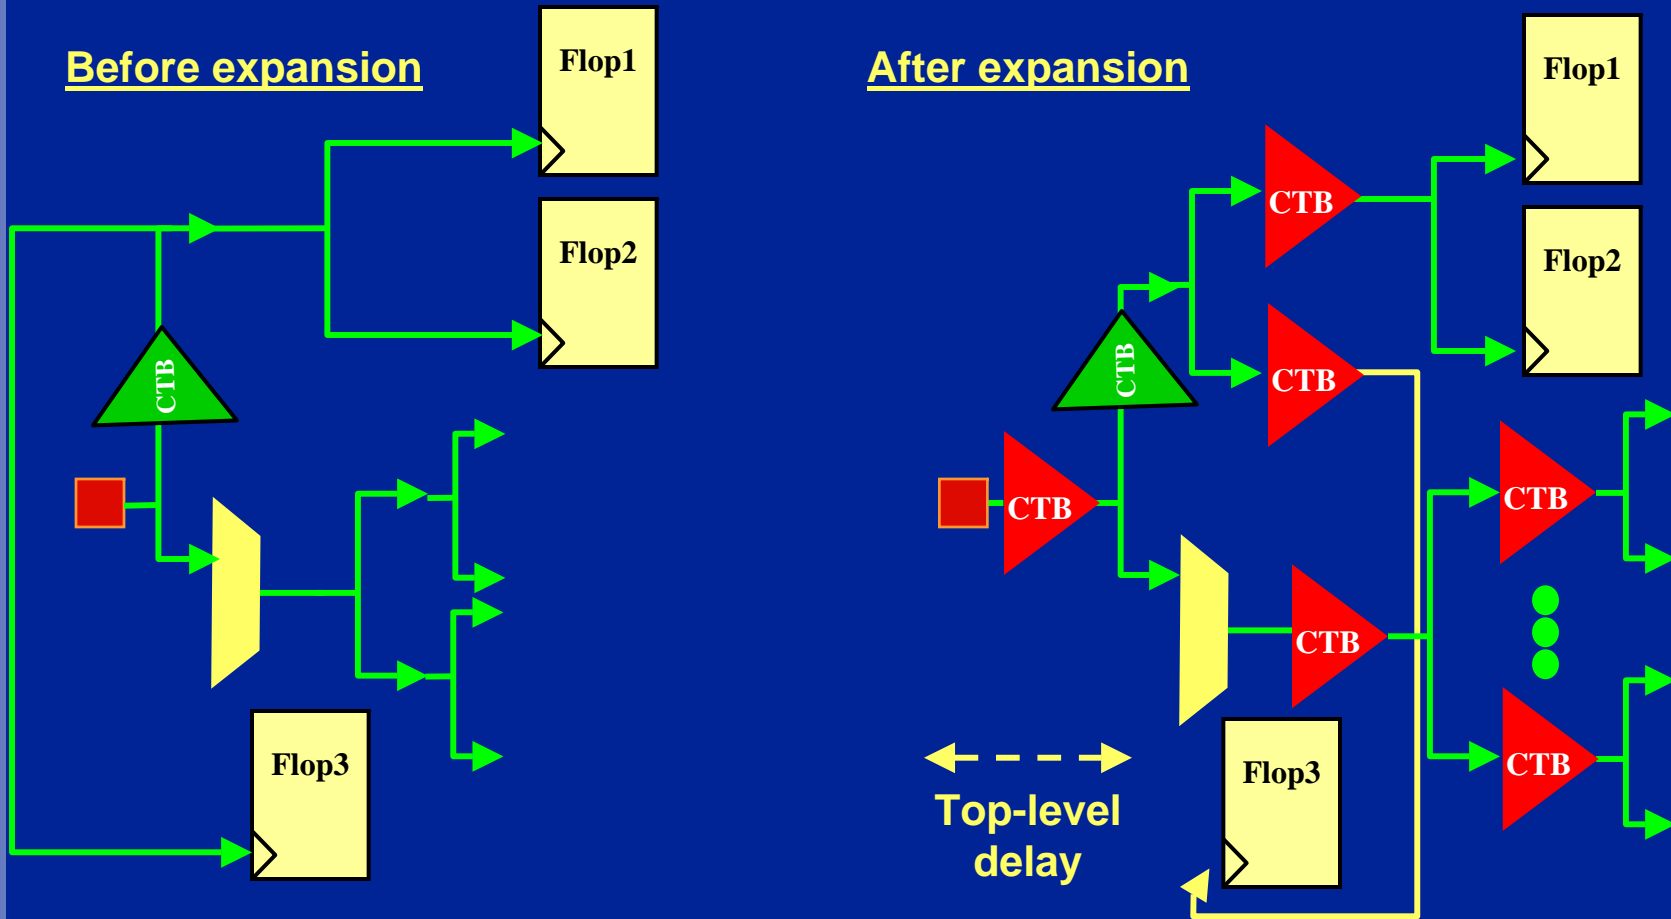 Before expansion
Flop1
Flop2
CTB
Flop3
After expansion
Flop1
CTB
Flop2
CTB
CTB
CTB
CTB
CTB
CTB
Flop3
Top-level
delay